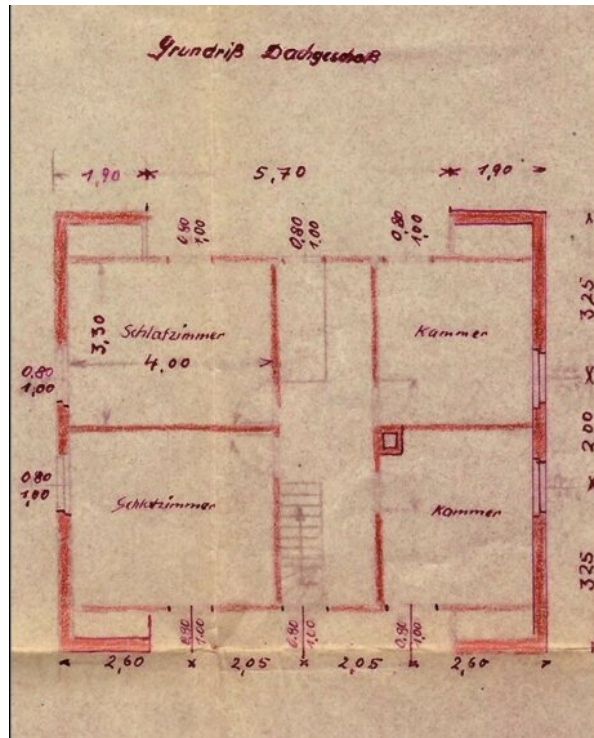 Grundriß Dachgeschoß
1,90 5,70 1,90
0,80 0,80 0,80
1,00 1,00 1,00
3,25
3,30
Schlafzimmer Kammer
4,00
0,80
1,00
2,00
0,80
1,00
Schlafzimmer Kammer
3,25
0,80 0,80 0,80
1,00 1,00 1,00
2,60 2,05 2,05 2,60